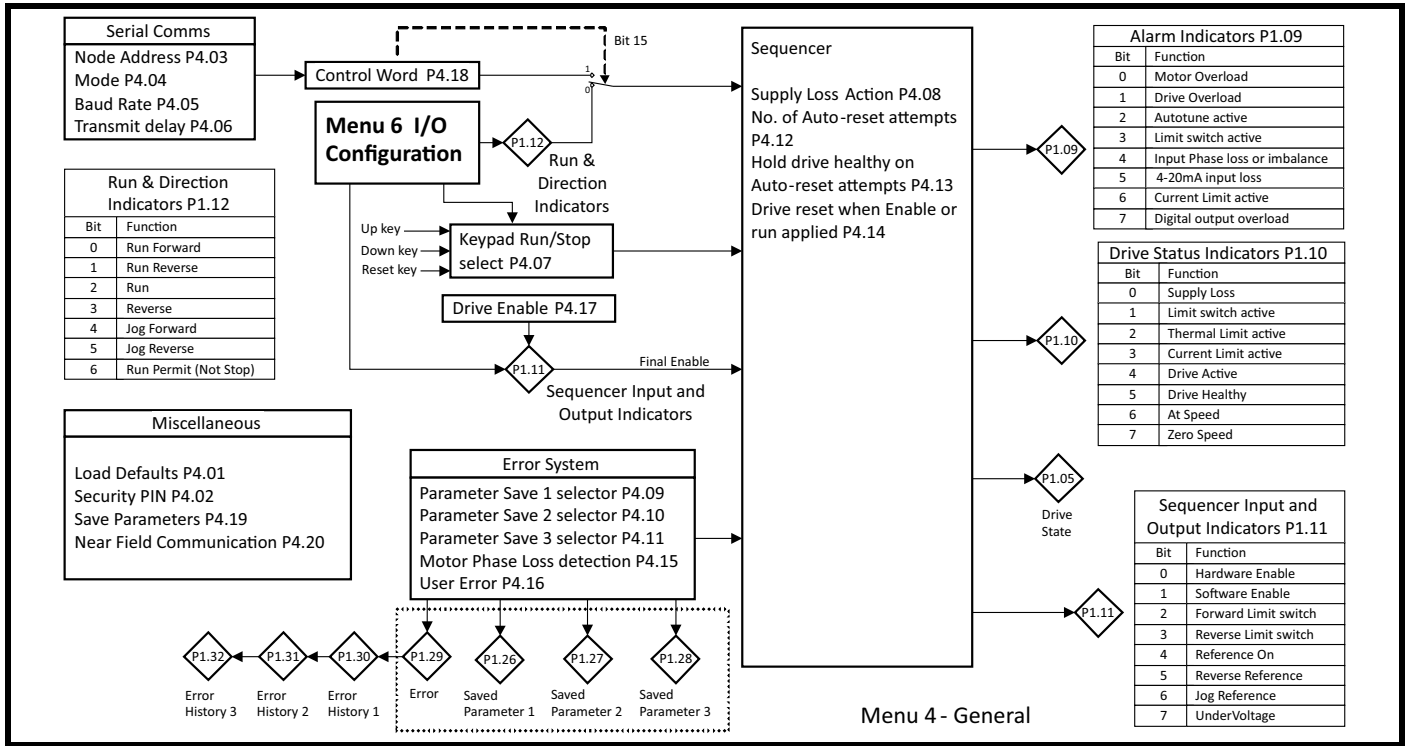 Serial Comms
Node Address P4.03
Mode P4.04
Baud Rate P4.05
Transmit delay P4.06
Control Word P4.18
Bit 15
1
0
Menu 6 I/O
Configuration
P1.12
Run &
Direction
Indicators
Run & Direction
Indicators P1.12
Bit Function
0 Run Forward
1 Run Reverse
2 Run
3 Reverse
4 Jog Forward
5 Jog Reverse
6 Run Permit (Not Stop)
Up key
Down key
Reset key
Keypad Run/Stop
select P4.07
Drive Enable P4.17
P1.11
Final Enable
Sequencer Input and
Output Indicators
Miscellaneous
Load Defaults P4.01
Security PIN P4.02
Save Parameters P4.19
Near Field Communication P4.20
Error System
Parameter Save 1 selector P4.09
Parameter Save 2 selector P4.10
Parameter Save 3 selector P4.11
Motor Phase Loss detection P4.15
User Error P4.16
P1.32
P1.31
P1.30
P1.29
P1.26
P1.27
P1.28
Error
History 3
Error
History 2
Error
History 1
Error
Saved
Parameter 1
Saved
Parameter 2
Saved
Parameter 3
Sequencer
Supply Loss Action P4.08
No. of Auto-reset attempts
P4.12
Hold drive healthy on
Auto-reset attempts P4.13
Drive reset when Enable or
run applied P4.14
P1.09
P1.10
P1.05
Drive
State
P1.11
Alarm Indicators P1.09
Bit Function
0 Motor Overload
1 Drive Overload
2 Autotune active
3 Limit switch active
4 Input Phase loss or imbalance
5 4-20mA input loss
6 Current Limit active
7 Digital output overload
Drive Status Indicators P1.10
Bit Function
0 Supply Loss
1 Limit switch active
2 Thermal Limit active
3 Current Limit active
4 Drive Active
5 Drive Healthy
6 At Speed
7 Zero Speed
Sequencer Input and
Output Indicators P1.11
Bit Function
0 Hardware Enable
1 Software Enable
2 Forward Limit switch
3 Reverse Limit switch
4 Reference On
5 Reverse Reference
6 Jog Reference
7 UnderVoltage
Menu 4 - General